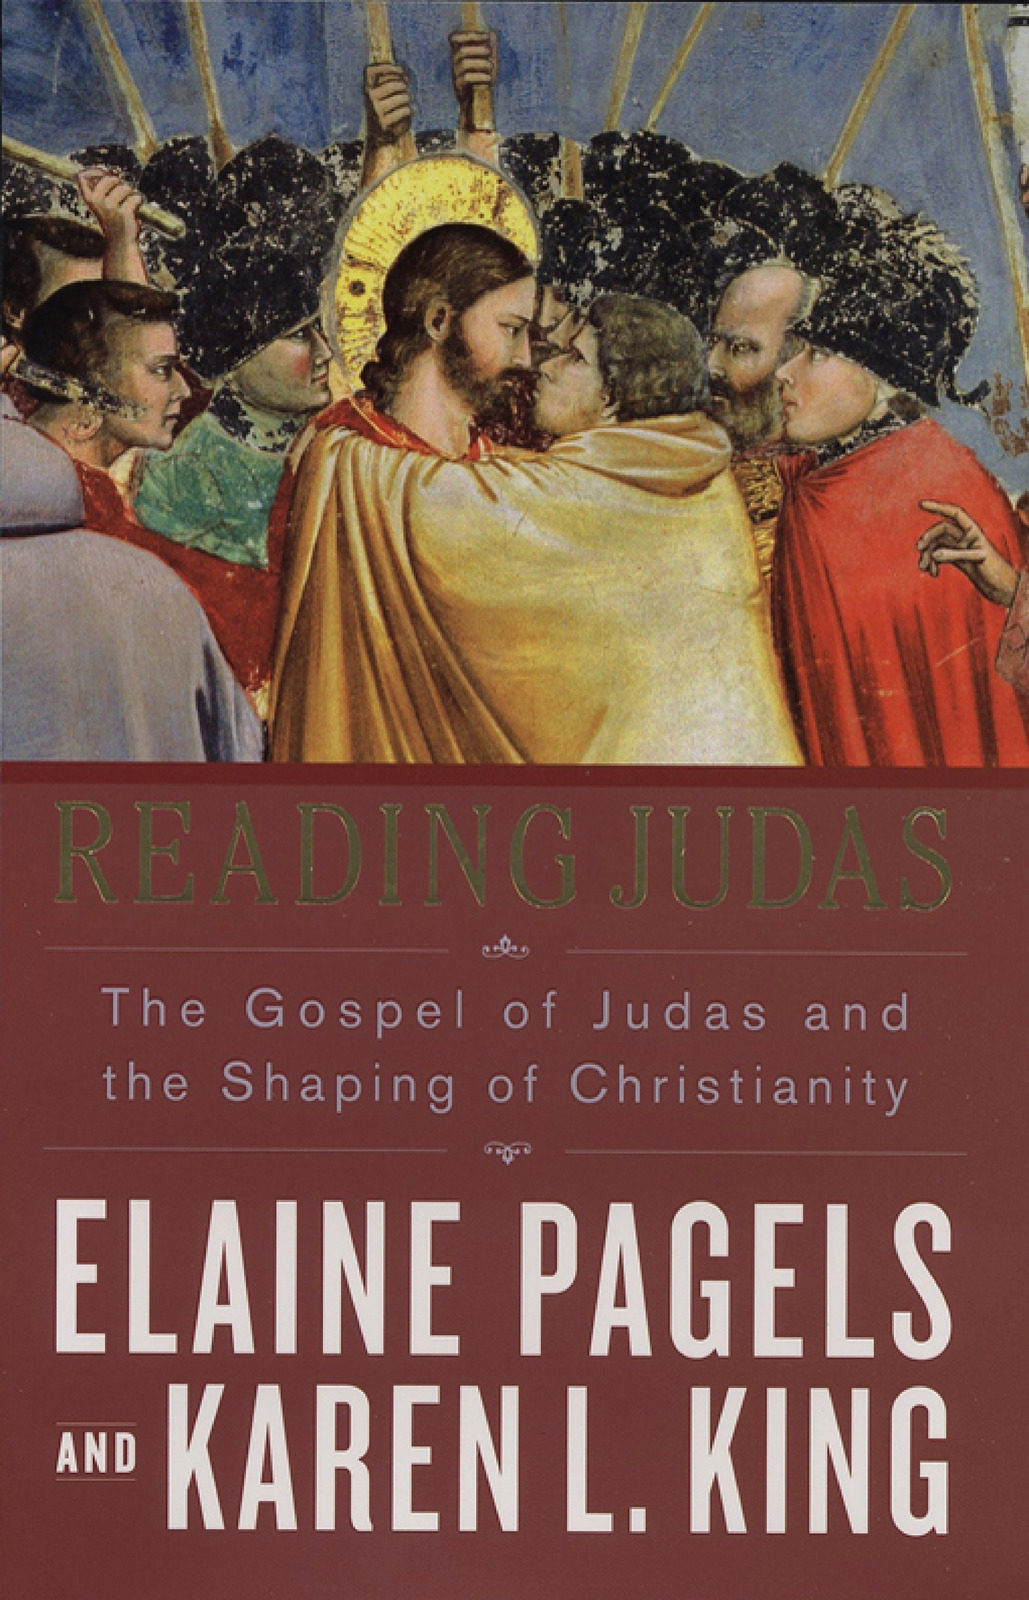 READING JUDAS
The Gospel of Judas and
the Shaping of Christianity
ELAINE PAGELS
AND KAREN L. KING